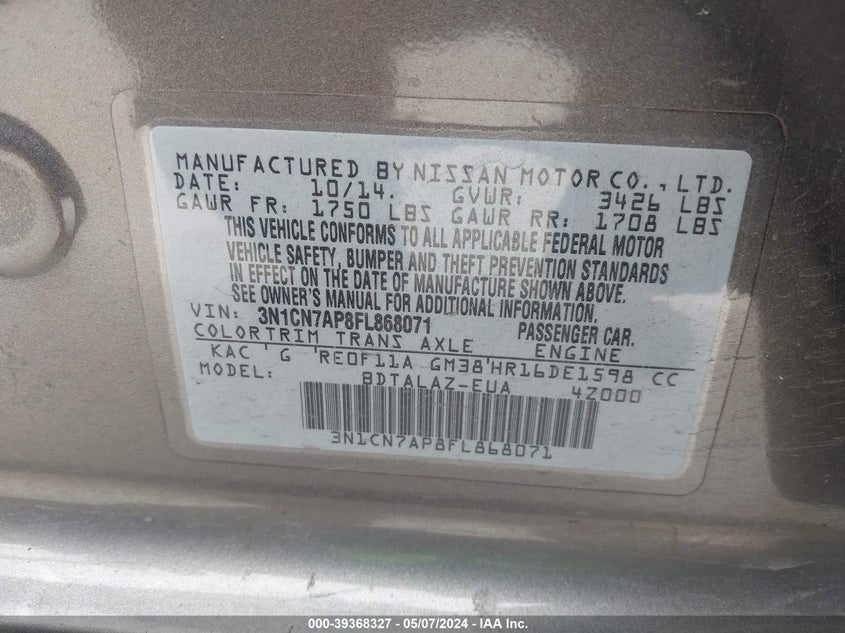 MANUFACTURED BY NISSAN MOTOR CO., LTD.
DATE: 10/14. GVWR: 3426 LBS
GAWR FR: 1750 LBS GAWR RR: 1708 LBS
THIS VEHICLE CONFORMS TO ALL APPLICABLE FEDERAL MOTOR
VEHICLE SAFETY, BUMPER AND THEFT PREVENTION STANDARDS
IN EFFECT ON THE DATE OF MANUFACTURE SHOWN ABOVE.
SEE OWNER'S MANUAL FOR ADDITIONAL INFORMATION.
VIN: 3N1CN7AP8FL868071 PASSENGER CAR.
COLORTRIM TRANS AXLE ENGINE
KAC 'G 'RE0F11A GM38'HR16DE1598 CC
MODEL: BDTALAZ-EUA 4Z000
3N1CN7AP8FL868071
000-39368327 - 05/07/2024 - IAA Inc.